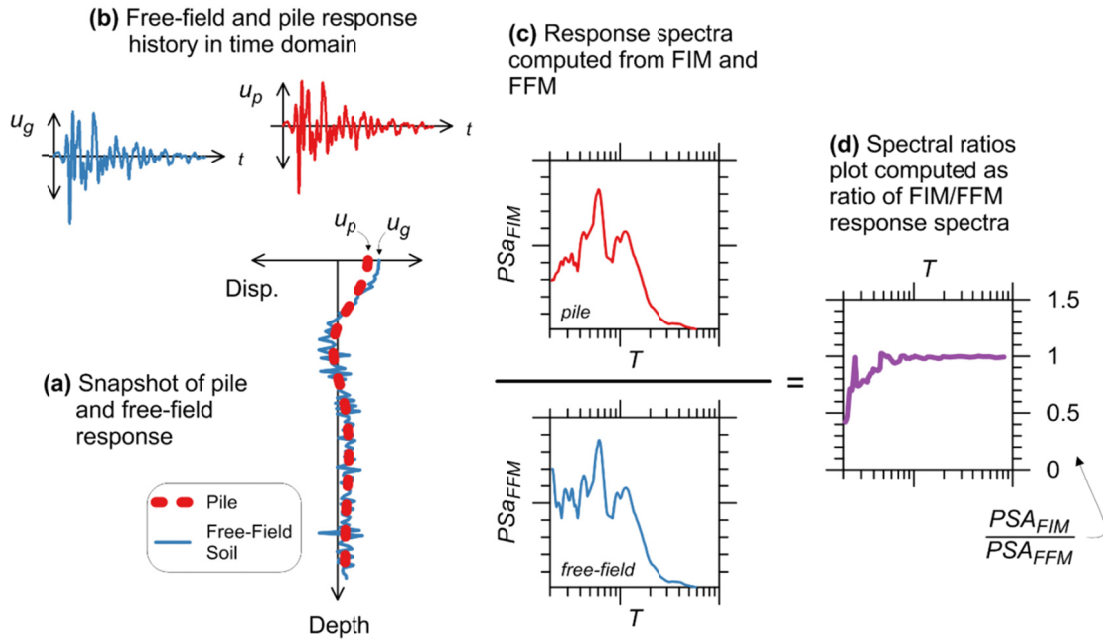 (b) Free-field and pile response
history in time domain
u_p
t
u_g
t
u_p
u_g
Disp.
(a) Snapshot of pile
and free-field
response
Pile
Free-Field
Soil
Depth
(c) Response spectra
computed from FIM and
FFM
PSa_FIM
pile
T
=
PSa_FFM
free-field
T
(d) Spectral ratios
plot computed as
ratio of FIM/FFM
response spectra
T
1.5
1
0.5
0
PSA_FIM
PSA_FFM